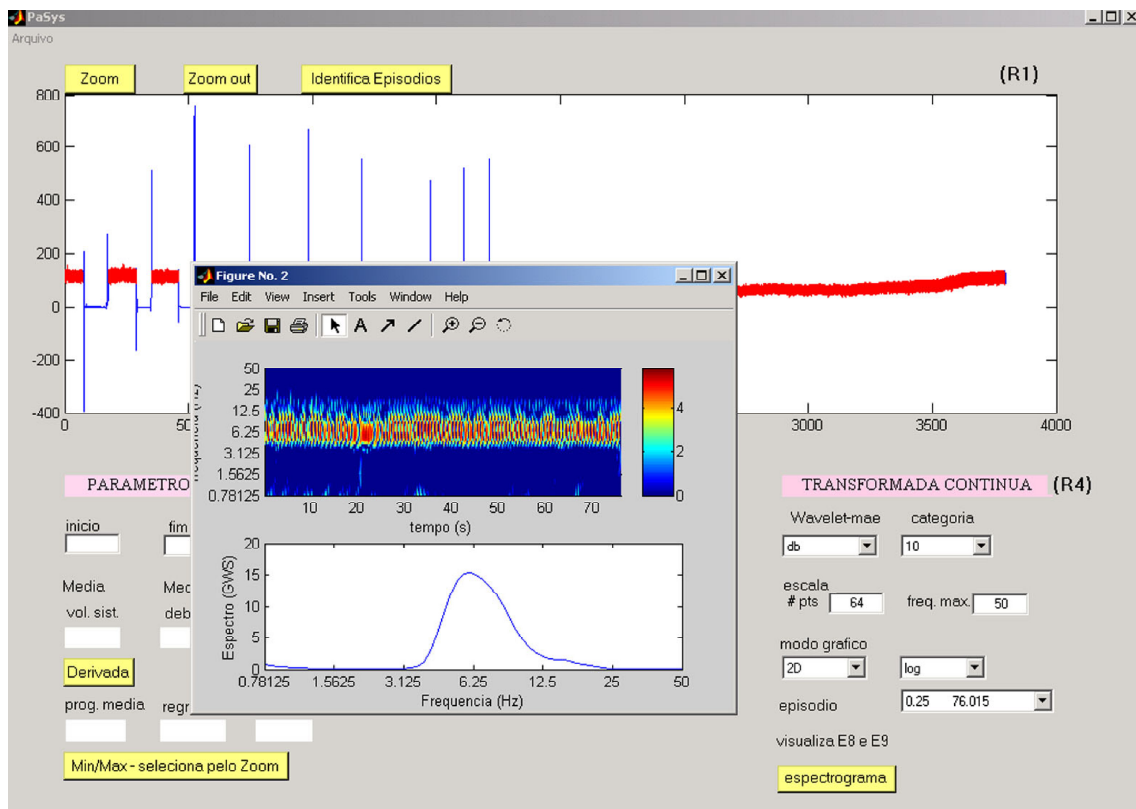 PaSys
Arquivo
Zoom Zoom out Identifica Episodios (R1)
800
600
400
200
0
-200
-400
0 3000 3500 4000
Figure No. 2
File Edit View Insert Tools Window Help
50
25
12.5
6.25
3.125
1.5625
0.78125
4
2
0
10 20 30 40 50 60 70
tempo (s)
Espectro (GWS)
20
15
10
5
0
0.78125 1.5625 3.125 6.25 12.5 25 50
Frequencia (Hz)
PARAMETRO
inicio fim
Media
vol. sist. deb
Derivada
prog. media regr
Min/Max - seleciona pelo Zoom
TRANSFORMADA CONTINUA (R4)
Wavelet-mae categoria
db 10
escala
# pts 64 freq. max. 50
modo grafico
2D log
episodio 0.25 76.015
visualiza E8 e E9
espectrograma